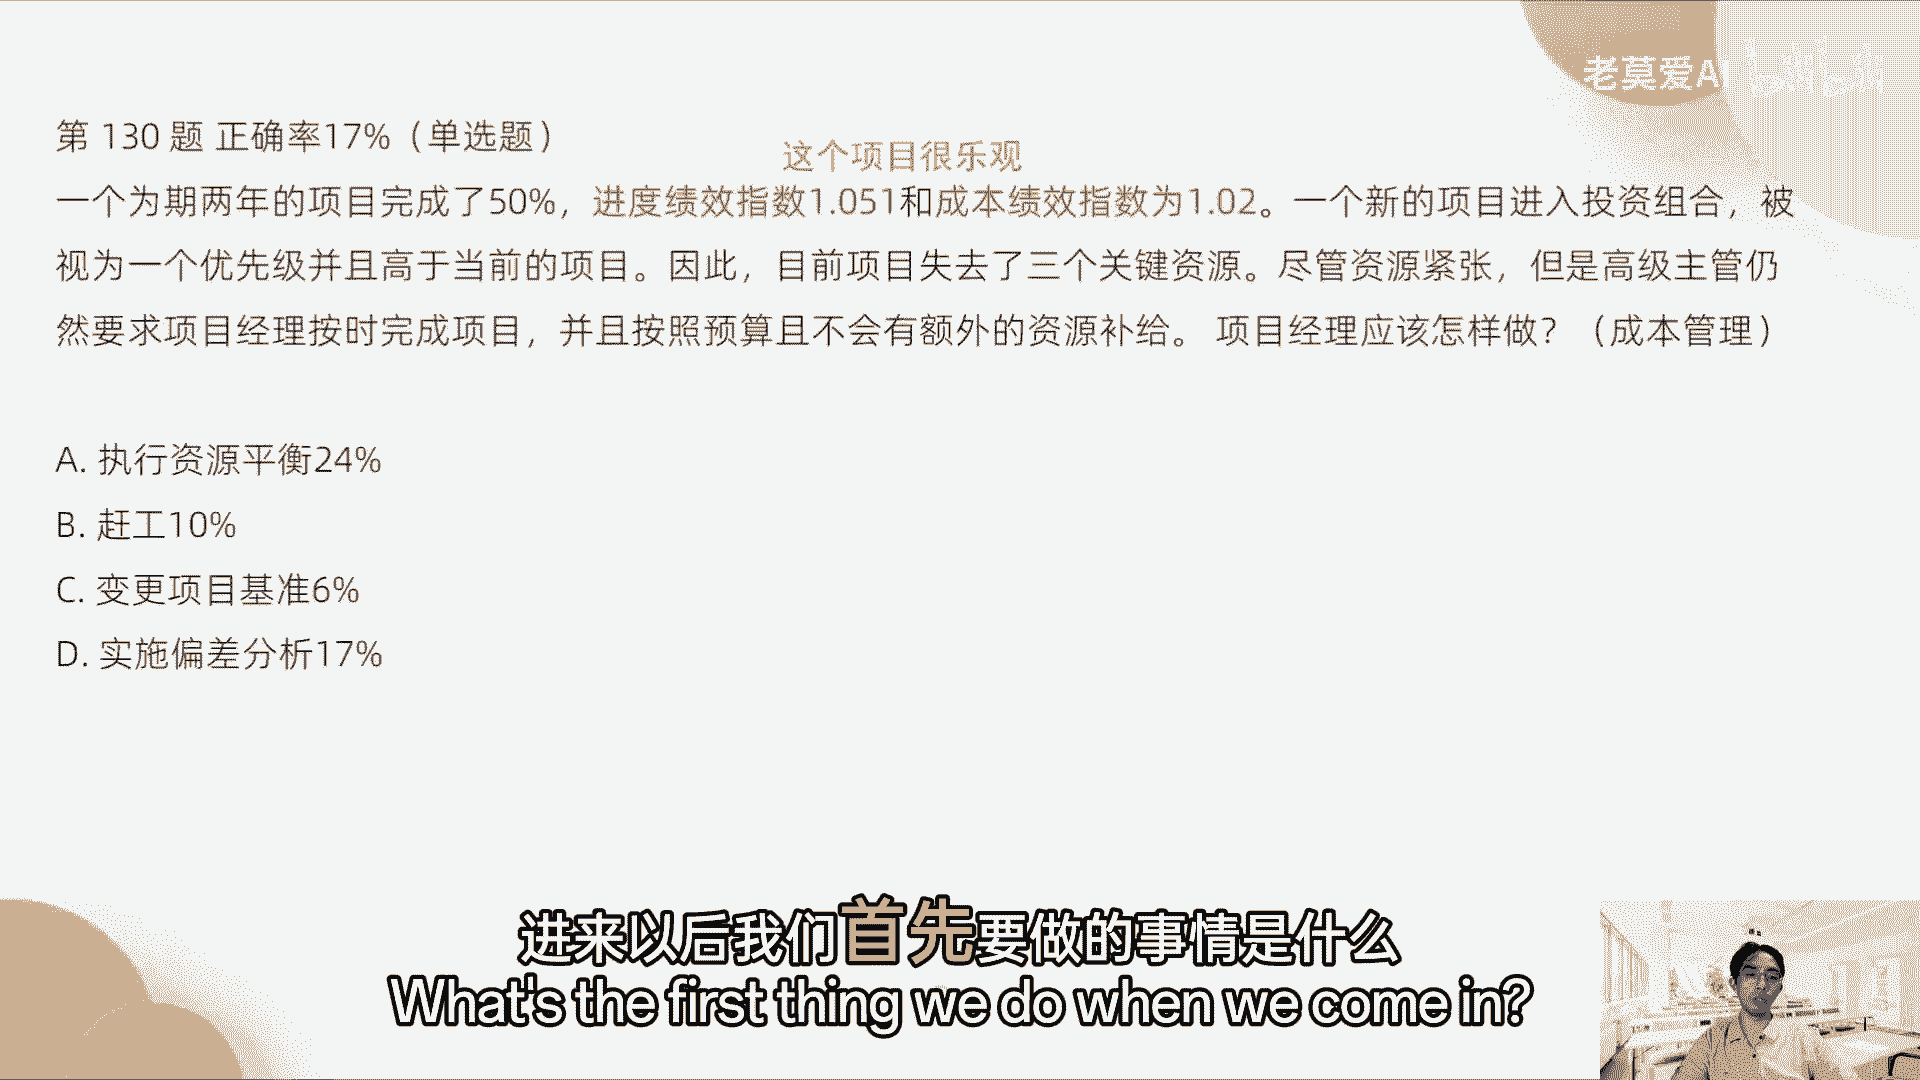 老莫爱AI
第 130 题 正确率17%（单选题）
这个项目很乐观
一个为期两年的项目完成了50%，进度绩效指数1.051和成本绩效指数为1.02。一个新的项目进入投资组合，被
视为一个优先级并且高于当前的项目。因此，目前项目失去了三个关键资源。尽管资源紧张，但是高级主管仍
然要求项目经理按时完成项目，并且按照预算且不会有额外的资源补给。 项目经理应该怎样做？（成本管理）
A. 执行资源平衡24%
B. 赶工10%
C. 变更项目基准6%
D. 实施偏差分析17%
进来以后我们首先要做的事情是什么
What's the first thing we do when we come in?